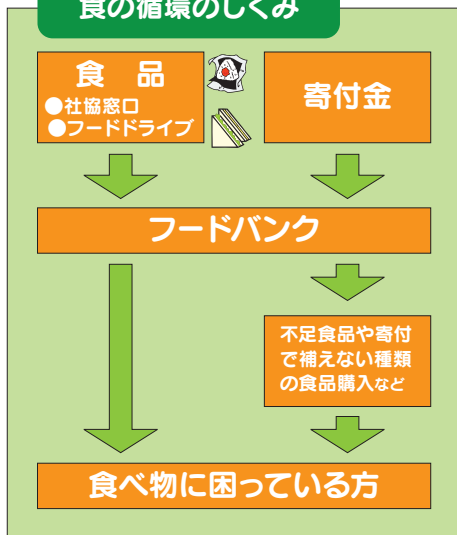 食の循環のしくみ
食 品
●社協窓口
●フードドライブ
寄付金
フードバンク
不足食品や寄付
で補えない種類
の食品購入など
食べ物に困っている方